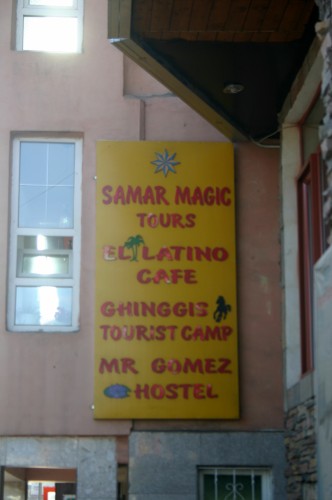 SAMAR MAGIC
TOURS
EL LATINO
CAFE
GHINGGIS
TOURIST CAMP
MR GOMEZ
HOSTEL